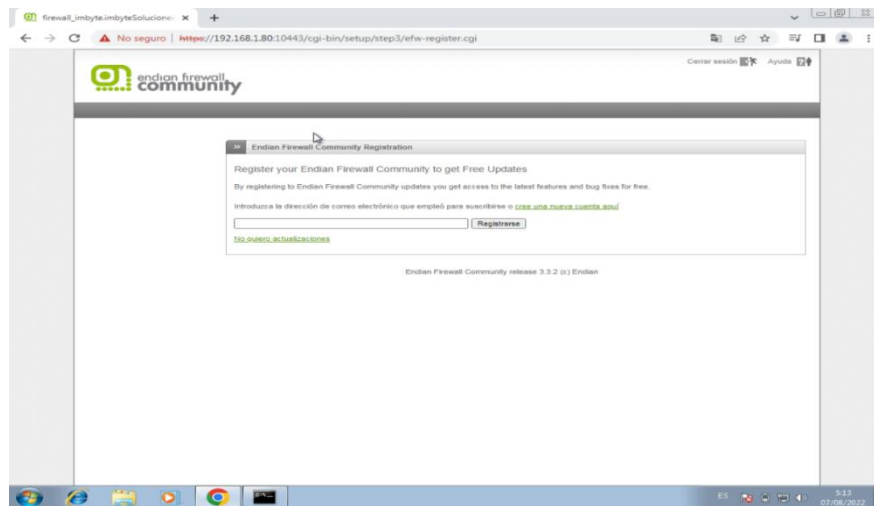 firewall_imbyte.imbyteSolucione
No seguro | https://192.168.1.80:10443/cgi-bin/setup/step3/efw-register.cgi
Cerrar sesión Ayuda
endian firewall
community
Endian Firewall Community Registration
Register your Endian Firewall Community to get Free Updates
By registering to Endian Firewall Community updates you get access to the latest features and bug fixes for free.
Introduzca la dirección de correo electrónico que empleó para suscribirse o cree una nueva cuenta aquí
Registrarse
No quiero actualizaciones
Endian Firewall Community release 3.3.2 (c) Endian
ES 5:13
07/08/2022